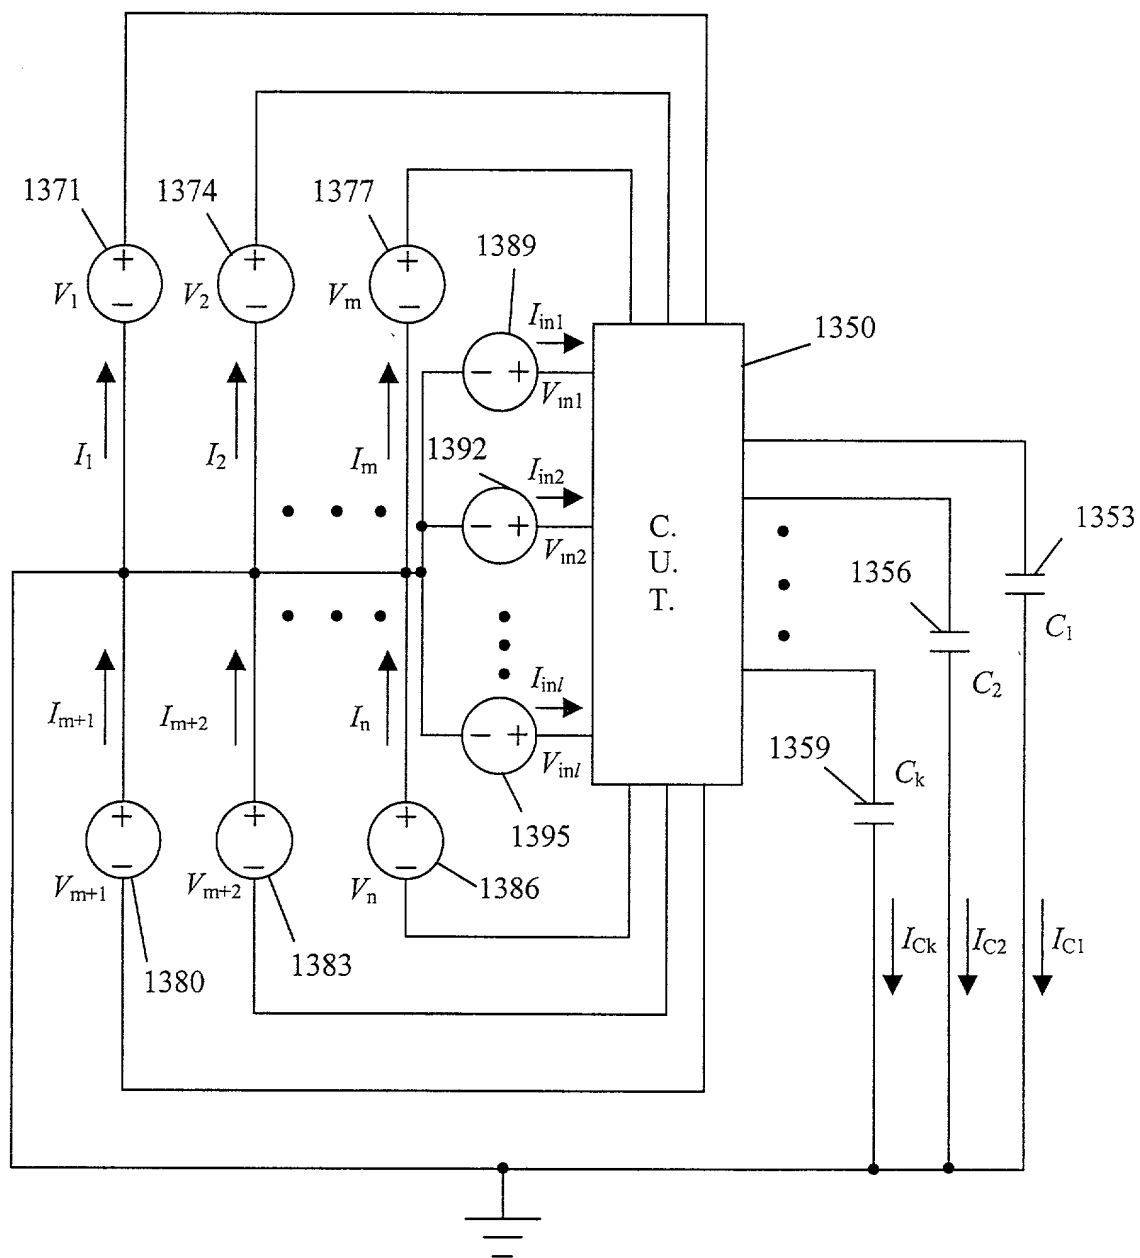 1371
1374
1377
1389
V1
V2
Vm
+
−
+
−
+
−
Iin1
1350
−
+
Vin1
I1
I2
Im
1392
Iin2
−
+
Vin2
C.
U.
T.
1353
1356
C1
C2
Im+1
Im+2
In
Iinl
−
+
Vinl
1359
Ck
1395
+
−
+
−
+
−
Vm+1
Vm+2
Vn
1386
1380
1383
ICk
IC2
IC1